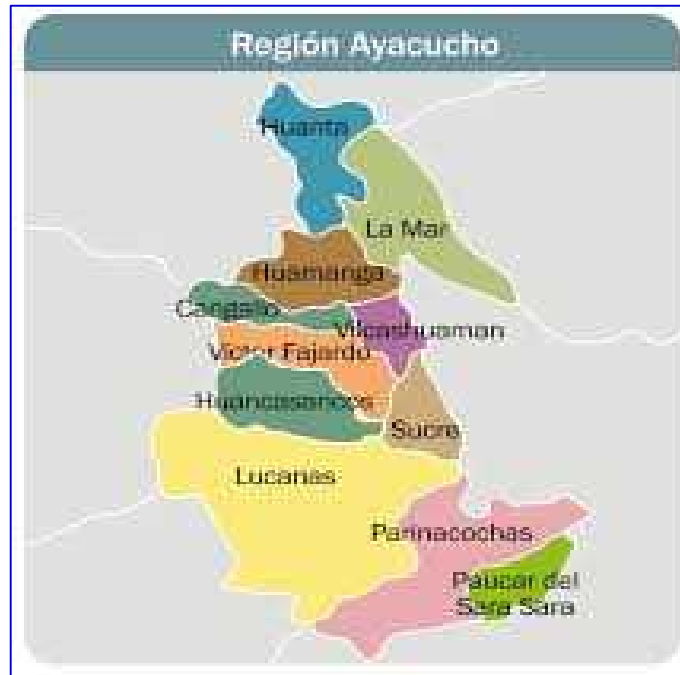 Región Ayacucho
Huanta
La Mar
Huamanga
Cangallo
Vilcashuaman
Victor Fajardo
Huancasancos
Sucre
Lucanas
Parinacochas
Paucar del
Sara Sara